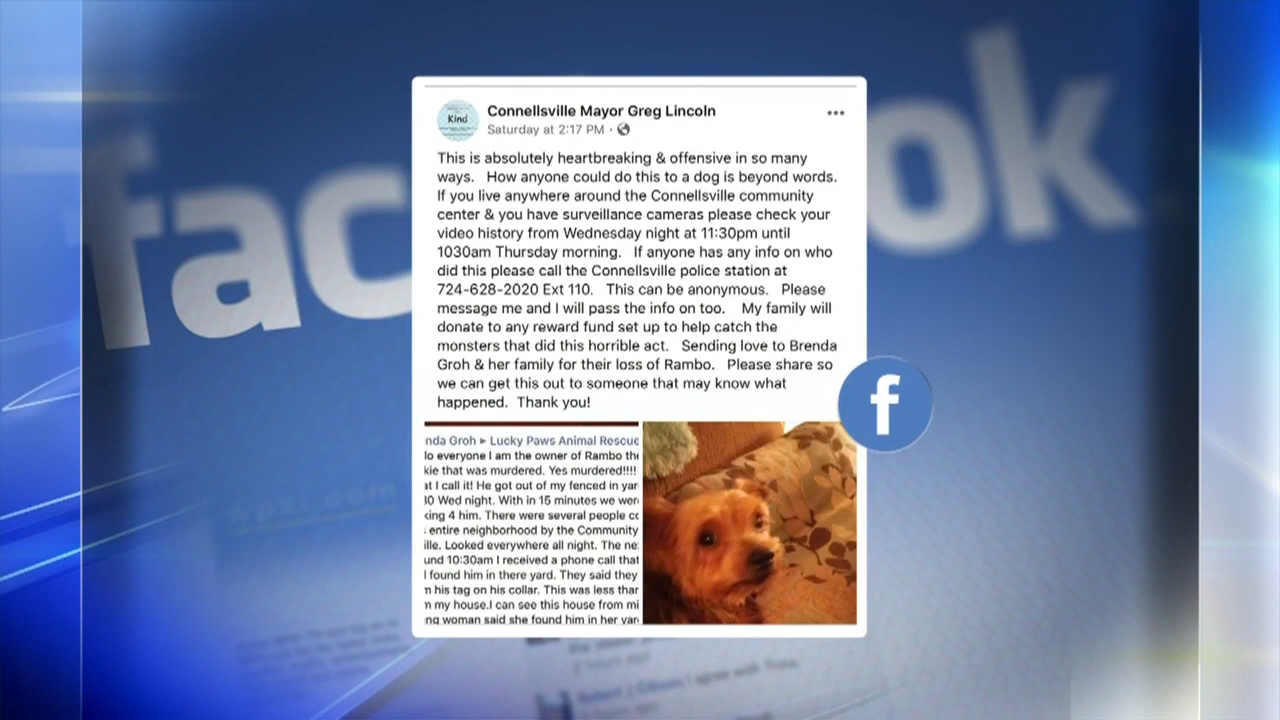 fac
ok
Kind
Connellsville Mayor Greg Lincoln
Saturday at 2:17 PM ·
This is absolutely heartbreaking & offensive in so many
ways. How anyone could do this to a dog is beyond words.
If you live anywhere around the Connellsville community
center & you have surveillance cameras please check your
video history from Wednesday night at 11:30pm until
1030am Thursday morning. If anyone has any info on who
did this please call the Connellsville police station at
724-628-2020 Ext 110. This can be anonymous. Please
message me and I will pass the info on too. My family will
donate to any reward fund set up to help catch the
monsters that did this horrible act. Sending love to Brenda
Groh & her family for their loss of Rambo. Please share so
we can get this out to someone that may know what
happened. Thank you!
f
nda Groh ▸ Lucky Paws Animal Rescue
lo everyone I am the owner of Rambo the
kie that was murdered. Yes murdered!!!!
at I call it! He got out of my fenced in yar
30 Wed night. With in 15 minutes we wer
king 4 him. There were several people cc
entire neighborhood by the Community
ille. Looked everywhere all night. The ne
und 10:30am I received a phone call that
I found him in there yard. They said they
n his tag on his collar. This was less thar
n my house.I can see this house from mi
ng woman said she found him in her yar
I agree with